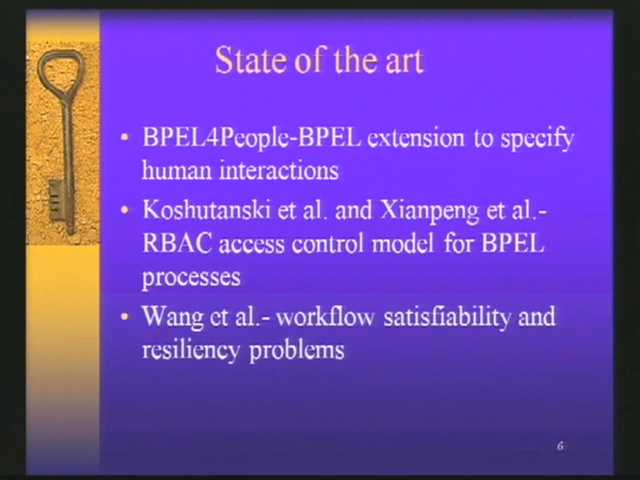 State of the art
• BPEL4People-BPEL extension to specify
human interactions
• Koshutanski et al. and Xianpeng et al.-
RBAC access control model for BPEL
processes
• Wang et al.- workflow satisfiability and
resiliency problems
6